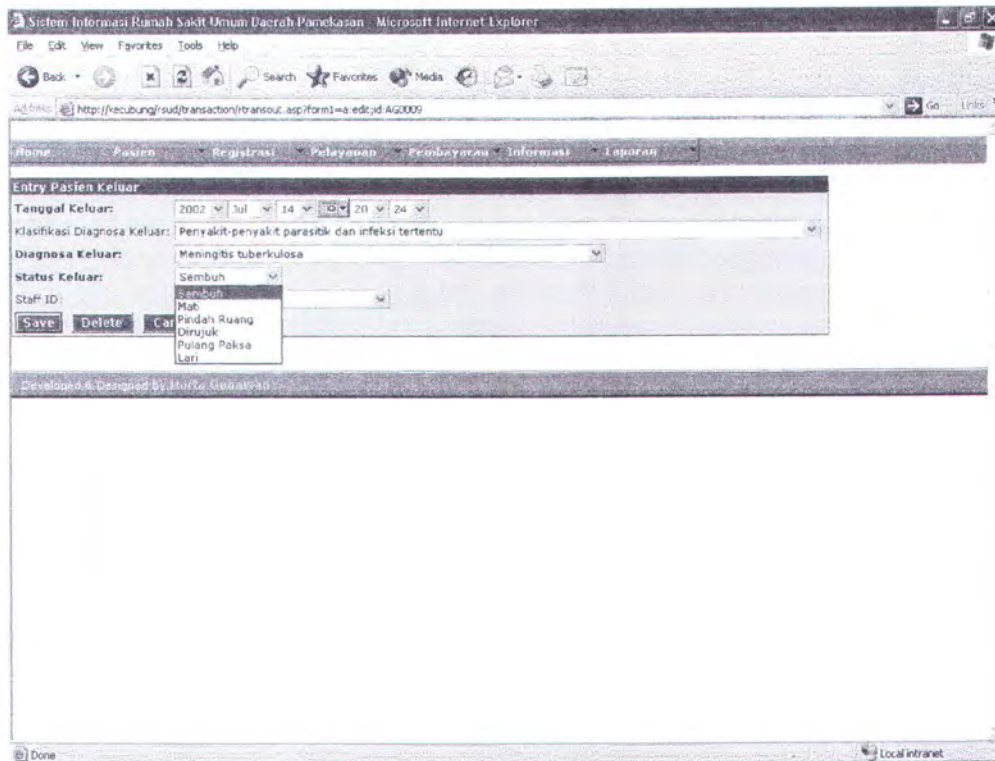 Sistem Informasi Rumah Sakit Umum Daerah Pamekasan - Microsoft Internet Explorer
File Edit View Favorites Tools Help
Back Search Favorites Media
Address http://kecubung/rsud/transaction/rtransout.asp?form1=a:edit;id:AG0009 Go Links
Home Pasien Registrasi Pelayanan Pembayaran Informasi Laporan
Entry Pasien Keluar
Tanggal Keluar: 2002 Jul 14 20 24
Klasifikasi Diagnosa Keluar: Penyakit-penyakit parasitik dan infeksi tertentu
Diagnosa Keluar: Meningitis tuberkulosa
Status Keluar: Sembuh
Sembuh
Staff ID:
Mati
Pindah Ruang
Save Delete Can
Dirujuk
Pulang Paksa
Lari
Developed & Designed by
Done Local intranet